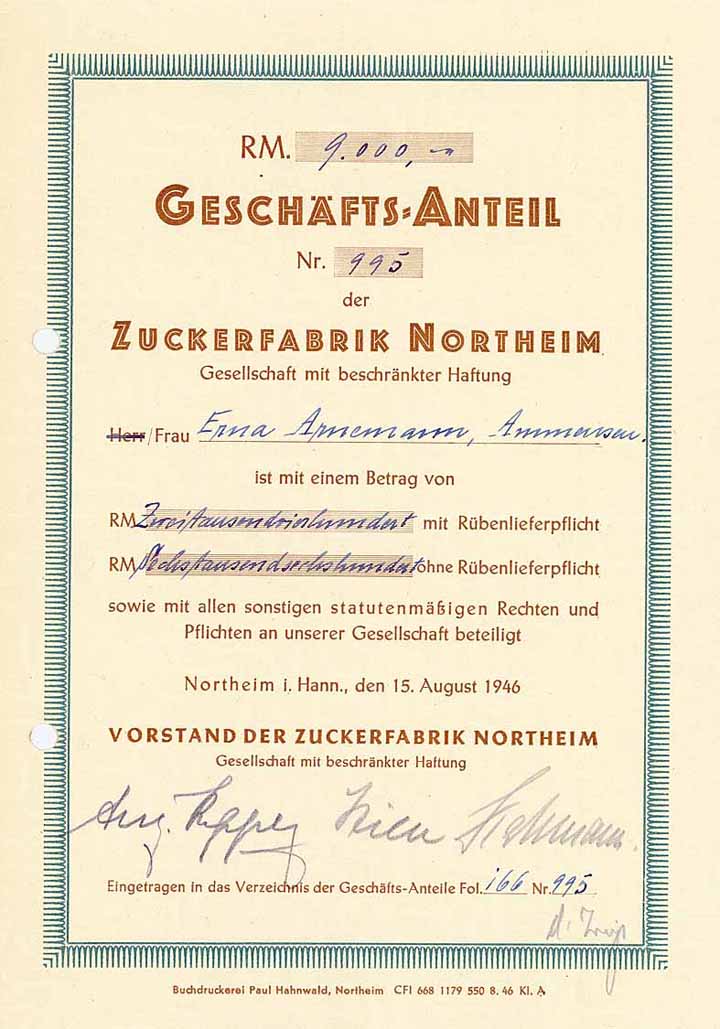 RM. 9.000,-
GESCHÄFTS-ANTEIL
Nr. 995
der
ZUCKERFABRIK NORTHEIM
Gesellschaft mit beschränkter Haftung
Herr/Frau Erna Arnemann, Ammensen.
ist mit einem Betrag von
RM Zweitausendvierhundert mit Rübenlieferpflicht
RM Sechstausendsechshundert ohne Rübenlieferpflicht
sowie mit allen sonstigen statutenmäßigen Rechten und
Pflichten an unserer Gesellschaft beteiligt
Northeim i. Hann., den 15. August 1946
VORSTAND DER ZUCKERFABRIK NORTHEIM
Gesellschaft mit beschränkter Haftung
Aug.
Eingetragen in das Verzeichnis der Geschäfts-Anteile Fol. 166 Nr. 995
Buchdruckerei Paul Hahnwald, Northeim CFI 668 1179 550 8. 46 Kl. A